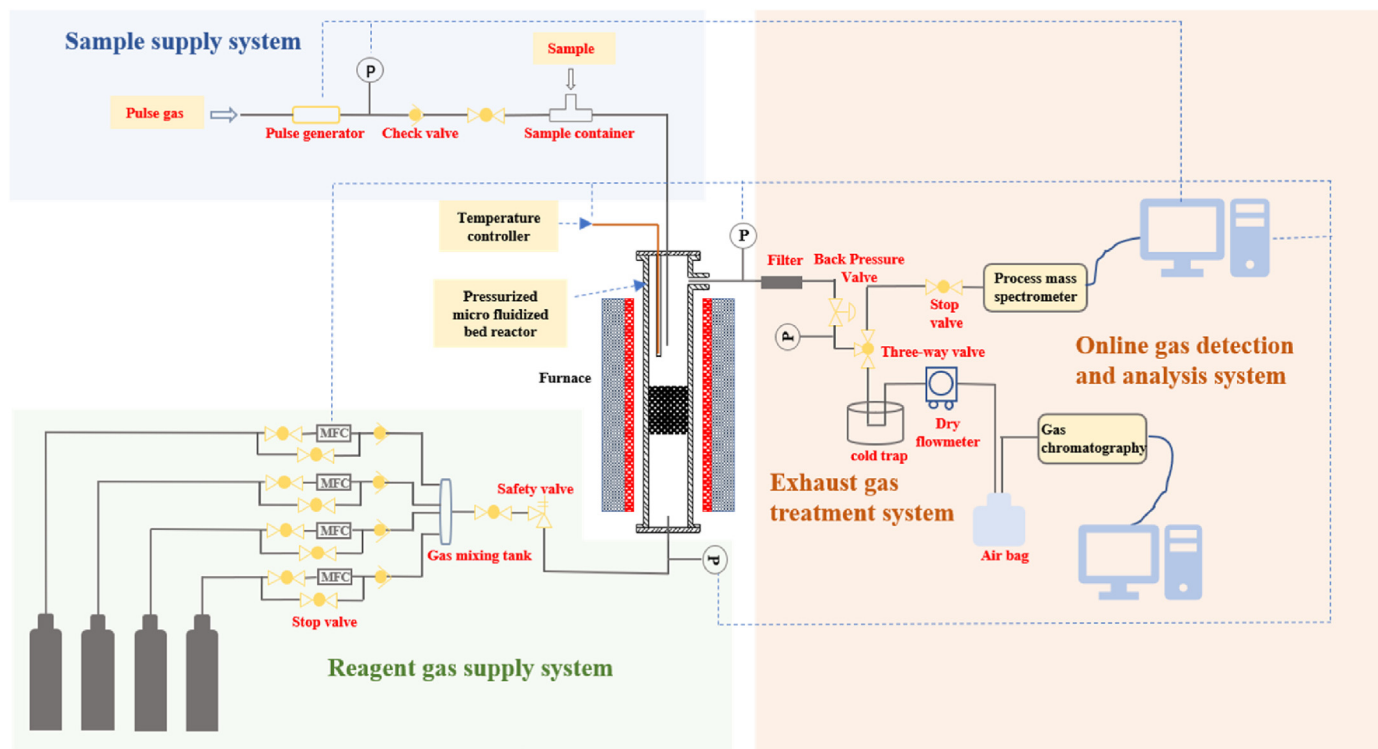 Sample supply system
Sample
P
Pulse gas
Pulse generator
Check valve
Sample container
Temperature
controller
P
Filter
Back Pressure
Valve
Process mass
spectrometer
Stop
valve
Pressurized
micro fluidized
bed reactor
P
Three-way valve
Online gas detection
and analysis system
Furnace
Dry
flowmeter
cold trap
Gas
chromatography
MFC
MFC
MFC
MFC
Safety valve
Gas mixing tank
Exhaust gas
treatment system
Air bag
P
Stop valve
Reagent gas supply system